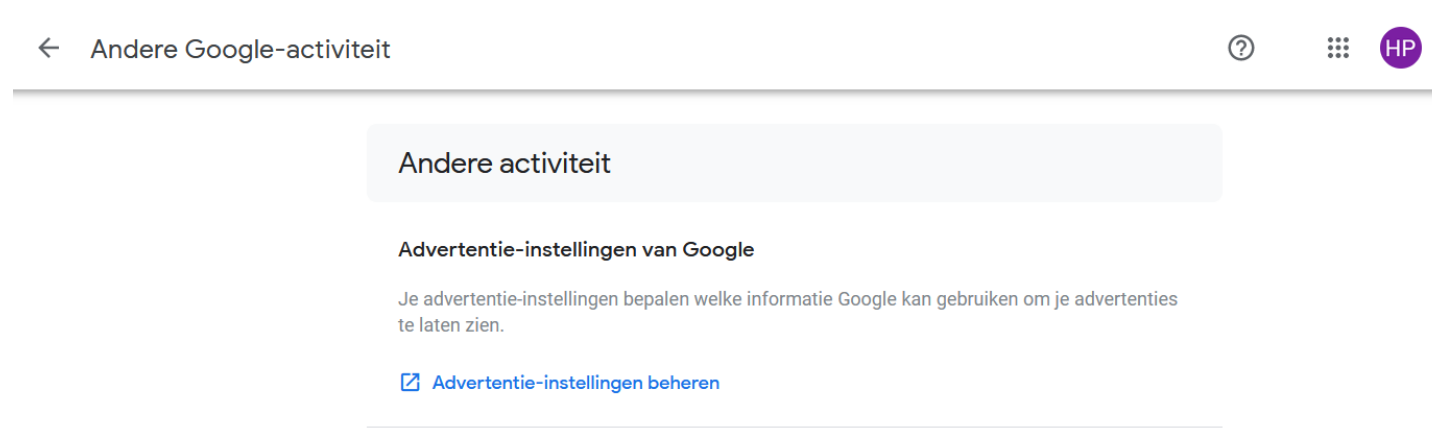 Andere Google-activiteit
HP
Andere activiteit
Advertentie-instellingen van Google
Je advertentie-instellingen bepalen welke informatie Google kan gebruiken om je advertenties
te laten zien.
Advertentie-instellingen beheren